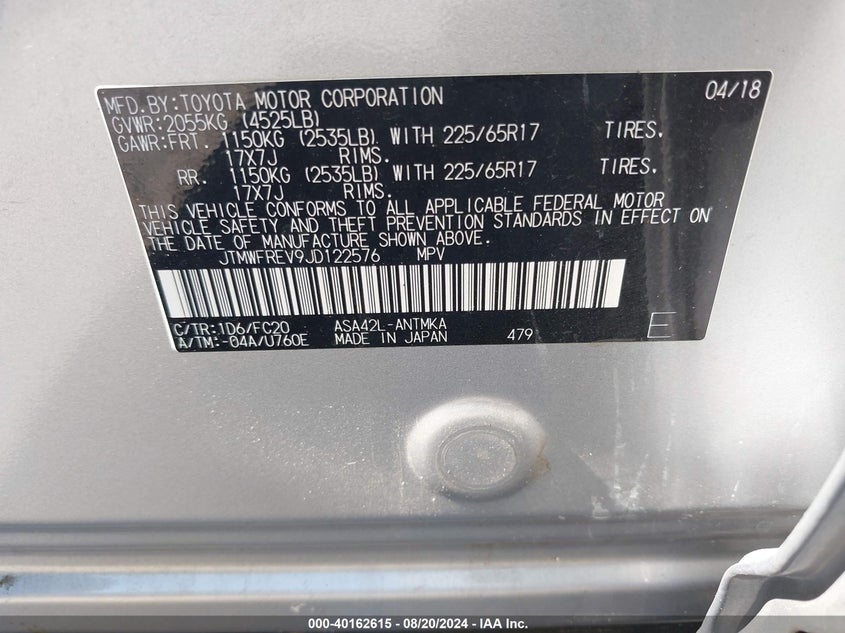 MFD.BY:TOYOTA MOTOR CORPORATION 04/18
GVWR:2055KG (4525LB)
GAWR:FRT. 1150KG (2535LB) WITH 225/65R17 TIRES.
17X7J RIMS.
RR. 1150KG (2535LB) WITH 225/65R17 TIRES.
17X7J RIMS.
THIS VEHICLE CONFORMS TO ALL APPLICABLE FEDERAL MOTOR
VEHICLE SAFETY AND THEFT PREVENTION STANDARDS IN EFFECT ON
THE DATE OF MANUFACTURE SHOWN ABOVE.
JTMWFREV9JD122576 MPV
C/TR:1D6/FC20 ASA42L-ANTMKA
A/TM:-04A/U760E MADE IN JAPAN 479 E
000-40162615 - 08/20/2024 - IAA Inc.